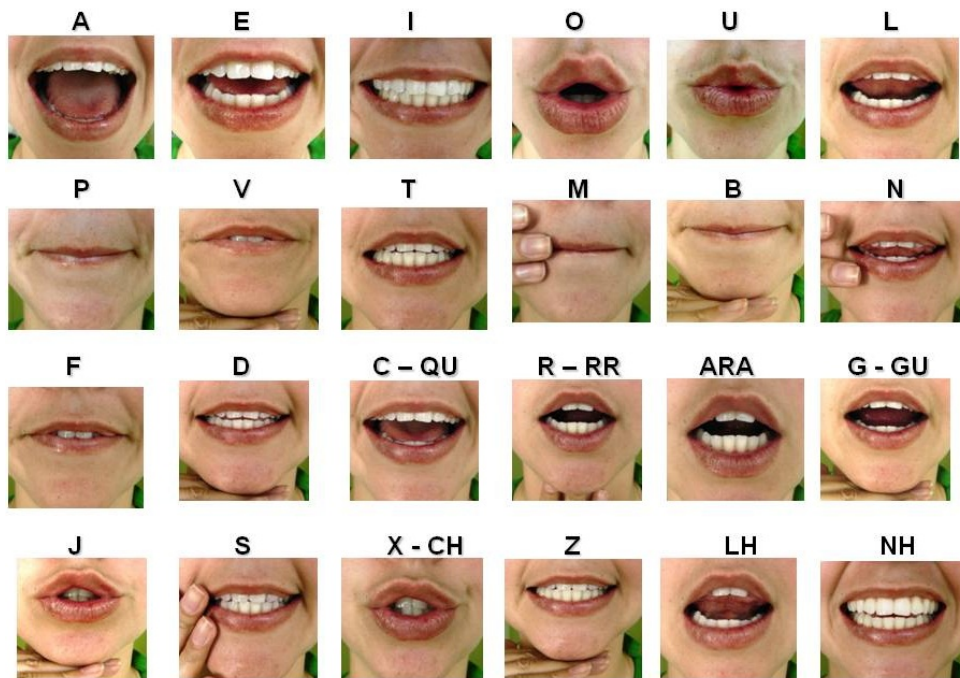 A E I O U L
P V T M B N
F D C – QU R – RR ARA G - GU
J S X - CH Z LH NH